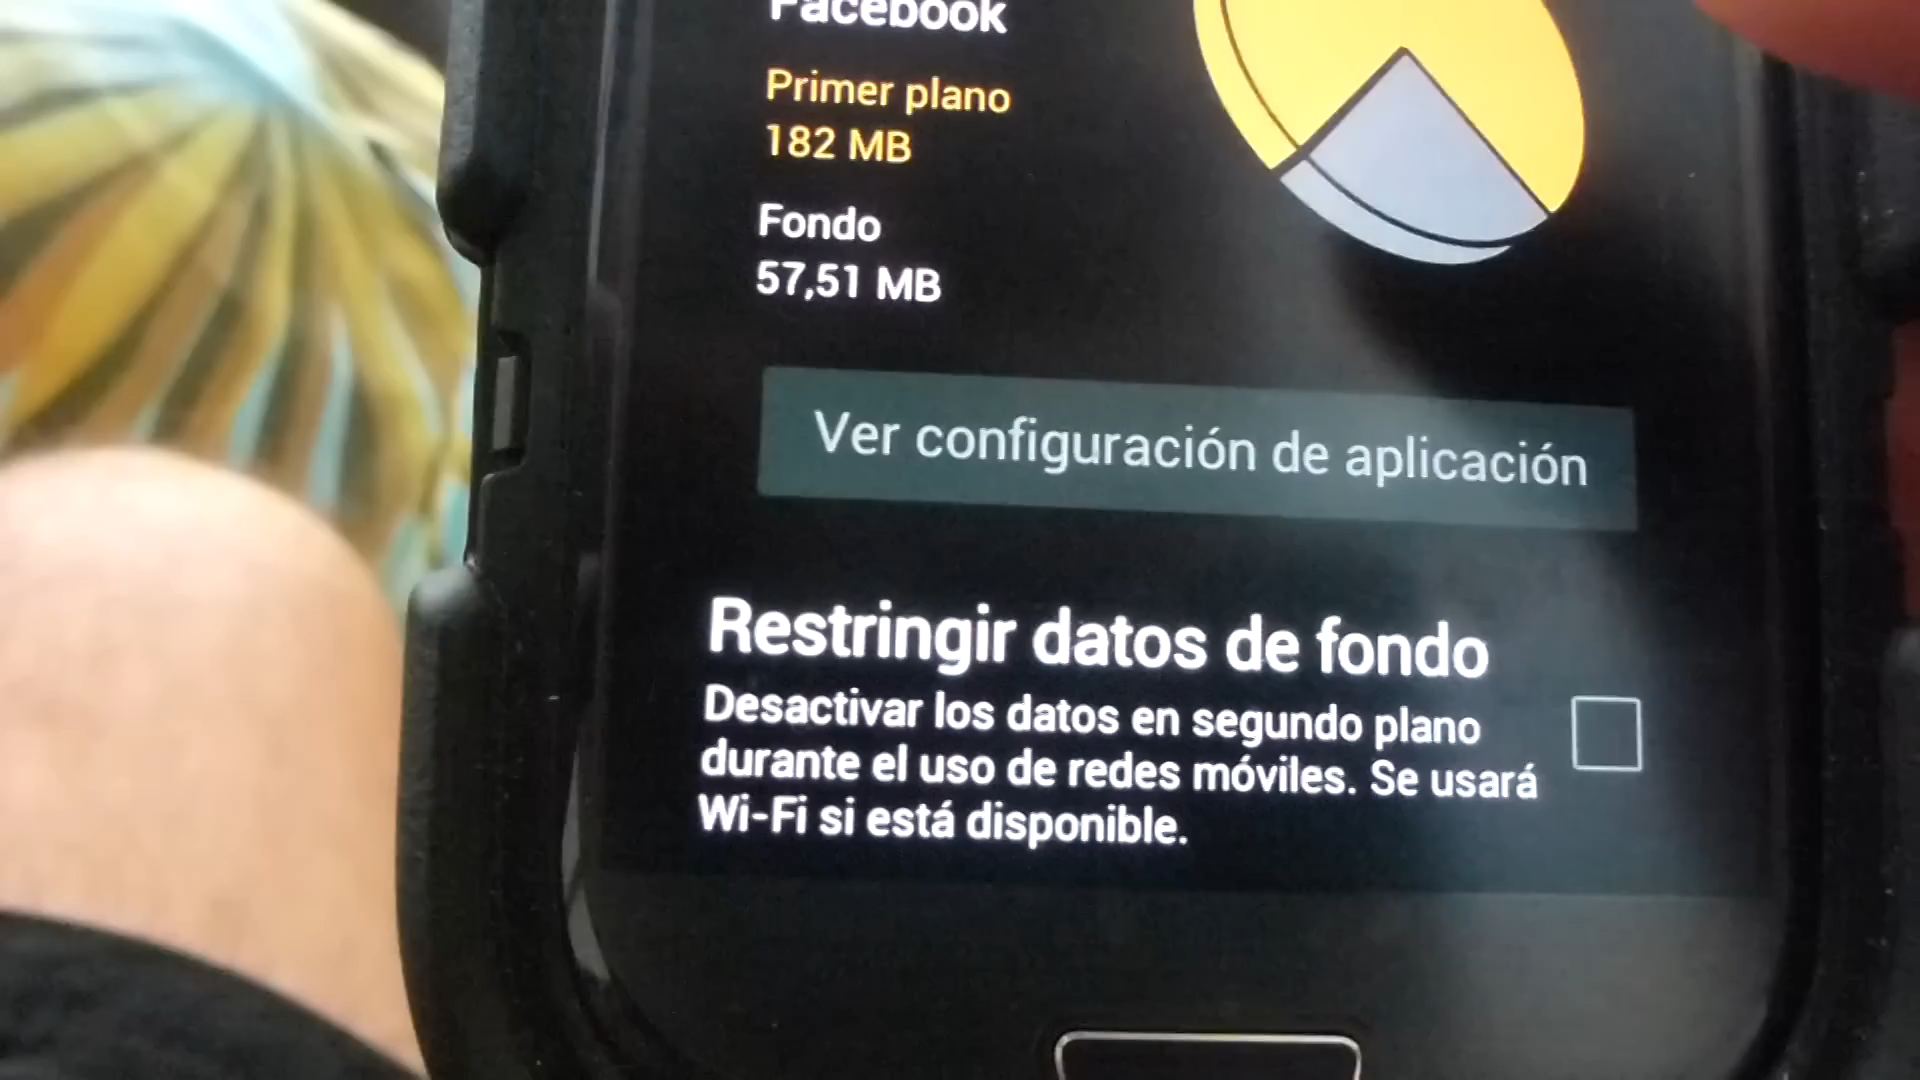 Facebook
Primer plano
182 MB
Fondo
57,51 MB
Ver configuración de aplicación
Restringir datos de fondo
Desactivar los datos en segundo plano
durante el uso de redes móviles. Se usará
Wi-Fi si está disponible.